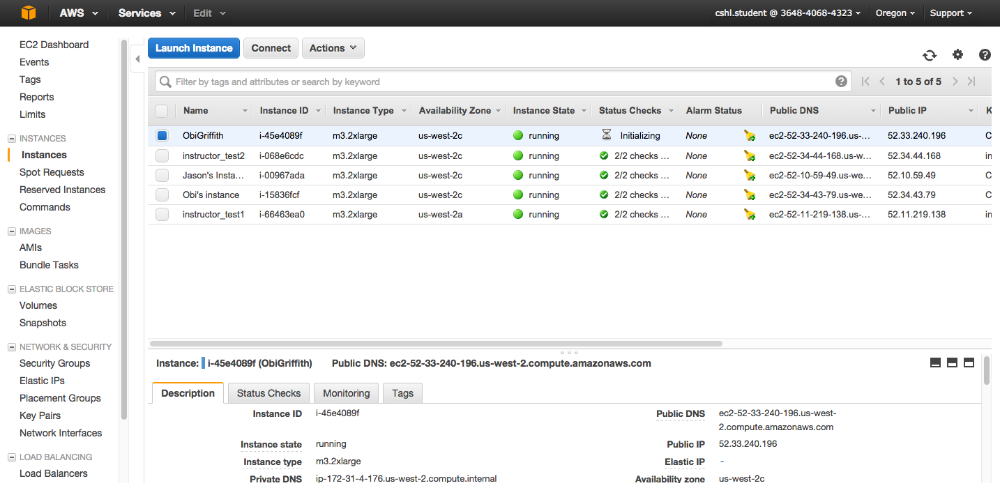 AWS Services Edit cshl.student @ 3648-4068-4323 Oregon Support
EC2 Dashboard
Events
Tags
Reports
Limits
INSTANCES
Instances
Spot Requests
Reserved Instances
Commands
IMAGES
AMIs
Bundle Tasks
ELASTIC BLOCK STORE
Volumes
Snapshots
NETWORK & SECURITY
Security Groups
Elastic IPs
Placement Groups
Key Pairs
Network Interfaces
LOAD BALANCING
Load Balancers
Launch Instance Connect Actions
Filter by tags and attributes or search by keyword 1 to 5 of 5
Name Instance ID Instance Type Availability Zone Instance State Status Checks Alarm Status Public DNS Public IP K
ObiGriffith i-45e4089f m3.2xlarge us-west-2c running Initializing None ec2-52-33-240-196.us-... 52.33.240.196 C
instructor_test2 i-068e6cdc m3.2xlarge us-west-2c running 2/2 checks ... None ec2-52-34-44-168.us-w... 52.34.44.168 in
Jason's Insta... i-00967ada m3.2xlarge us-west-2c running 2/2 checks ... None ec2-52-10-59-49.us-we... 52.10.59.49 C
Obi's instance i-15836fcf m3.2xlarge us-west-2c running 2/2 checks ... None ec2-52-34-43-79.us-we... 52.34.43.79 C
instructor_test1 i-66463ea0 m3.2xlarge us-west-2a running 2/2 checks ... None ec2-52-11-219-138.us-... 52.11.219.138 in
Instance: i-45e4089f (ObiGriffith) Public DNS: ec2-52-33-240-196.us-west-2.compute.amazonaws.com
Description Status Checks Monitoring Tags
Instance ID i-45e4089f Public DNS ec2-52-33-240-196.us-west-
2.compute.amazonaws.com
Instance state running Public IP 52.33.240.196
Instance type m3.2xlarge Elastic IP -
Private DNS ip-172-31-4-176.us-west-2.compute.internal Availability zone us-west-2c